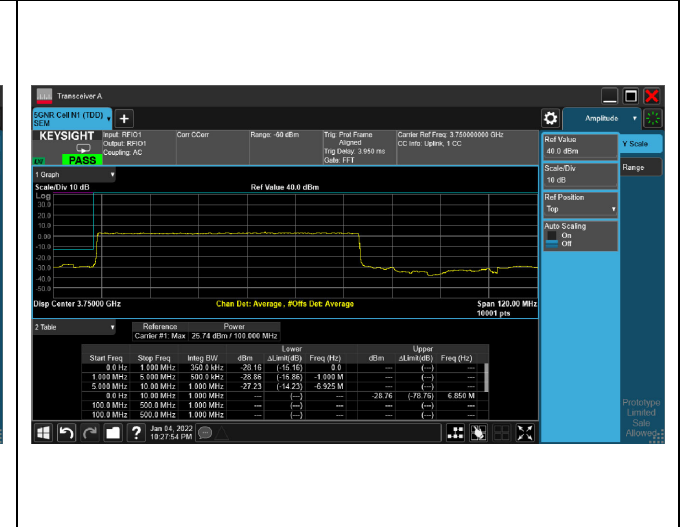 Transceiver A
5GNR Cell N1 (TDD)
SEM
+
Amplitude
KEYSIGHT
PASS
Input: RFIO1
Output: RFIO1
Coupling: AC
Corr CCorr
Range: -60 dBm
Trig: Prot Frame
Aligned
Trig Delay: 3.950 ms
Gate: FFT
Carrier Ref Freq: 3.750000000 GHz
CC Info: Uplink, 1 CC
Ref Value
40.0 dBm
Y Scale
Scale/Div
10 dB
Range
Ref Position
Top
Auto Scaling
On
Off
1 Graph
Scale/Div 10 dB
Ref Value 40.0 dBm
Log
30.0
20.0
10.0
0.00
-10.0
-20.0
-30.0
-40.0
-50.0
Disp Center 3.75000 GHz
Chan Det: Average , #Offs Det: Average
Span 120.00 MHz
10001 pts
2 Table
Reference Power
Carrier #1: Max 25.74 dBm / 100.000 MHz
Lower Upper
Start Freq Stop Freq Integ BW dBm ΔLimit(dB) Freq (Hz) dBm ΔLimit(dB) Freq (Hz)
0.0 Hz 1.000 MHz 350.0 kHz -28.16 (-15.16) 0.0 --- (---) ---
1.000 MHz 5.000 MHz 500.0 kHz -28.86 (-15.86) -1.000 M --- (---) ---
5.000 MHz 10.00 MHz 1.000 MHz -27.23 (-14.23) -6.925 M --- (---) ---
0.0 Hz 10.00 MHz 1.000 MHz --- (---) --- -28.76 (-78.76) 6.850 M
100.0 MHz 500.0 MHz 1.000 MHz --- (---) --- --- (---) ---
100.0 MHz 500.0 MHz 1.000 MHz --- (---) --- --- (---) ---
Prototype
Limited
Sale
Allowed
?
Jan 04, 2022
10:27:54 PM